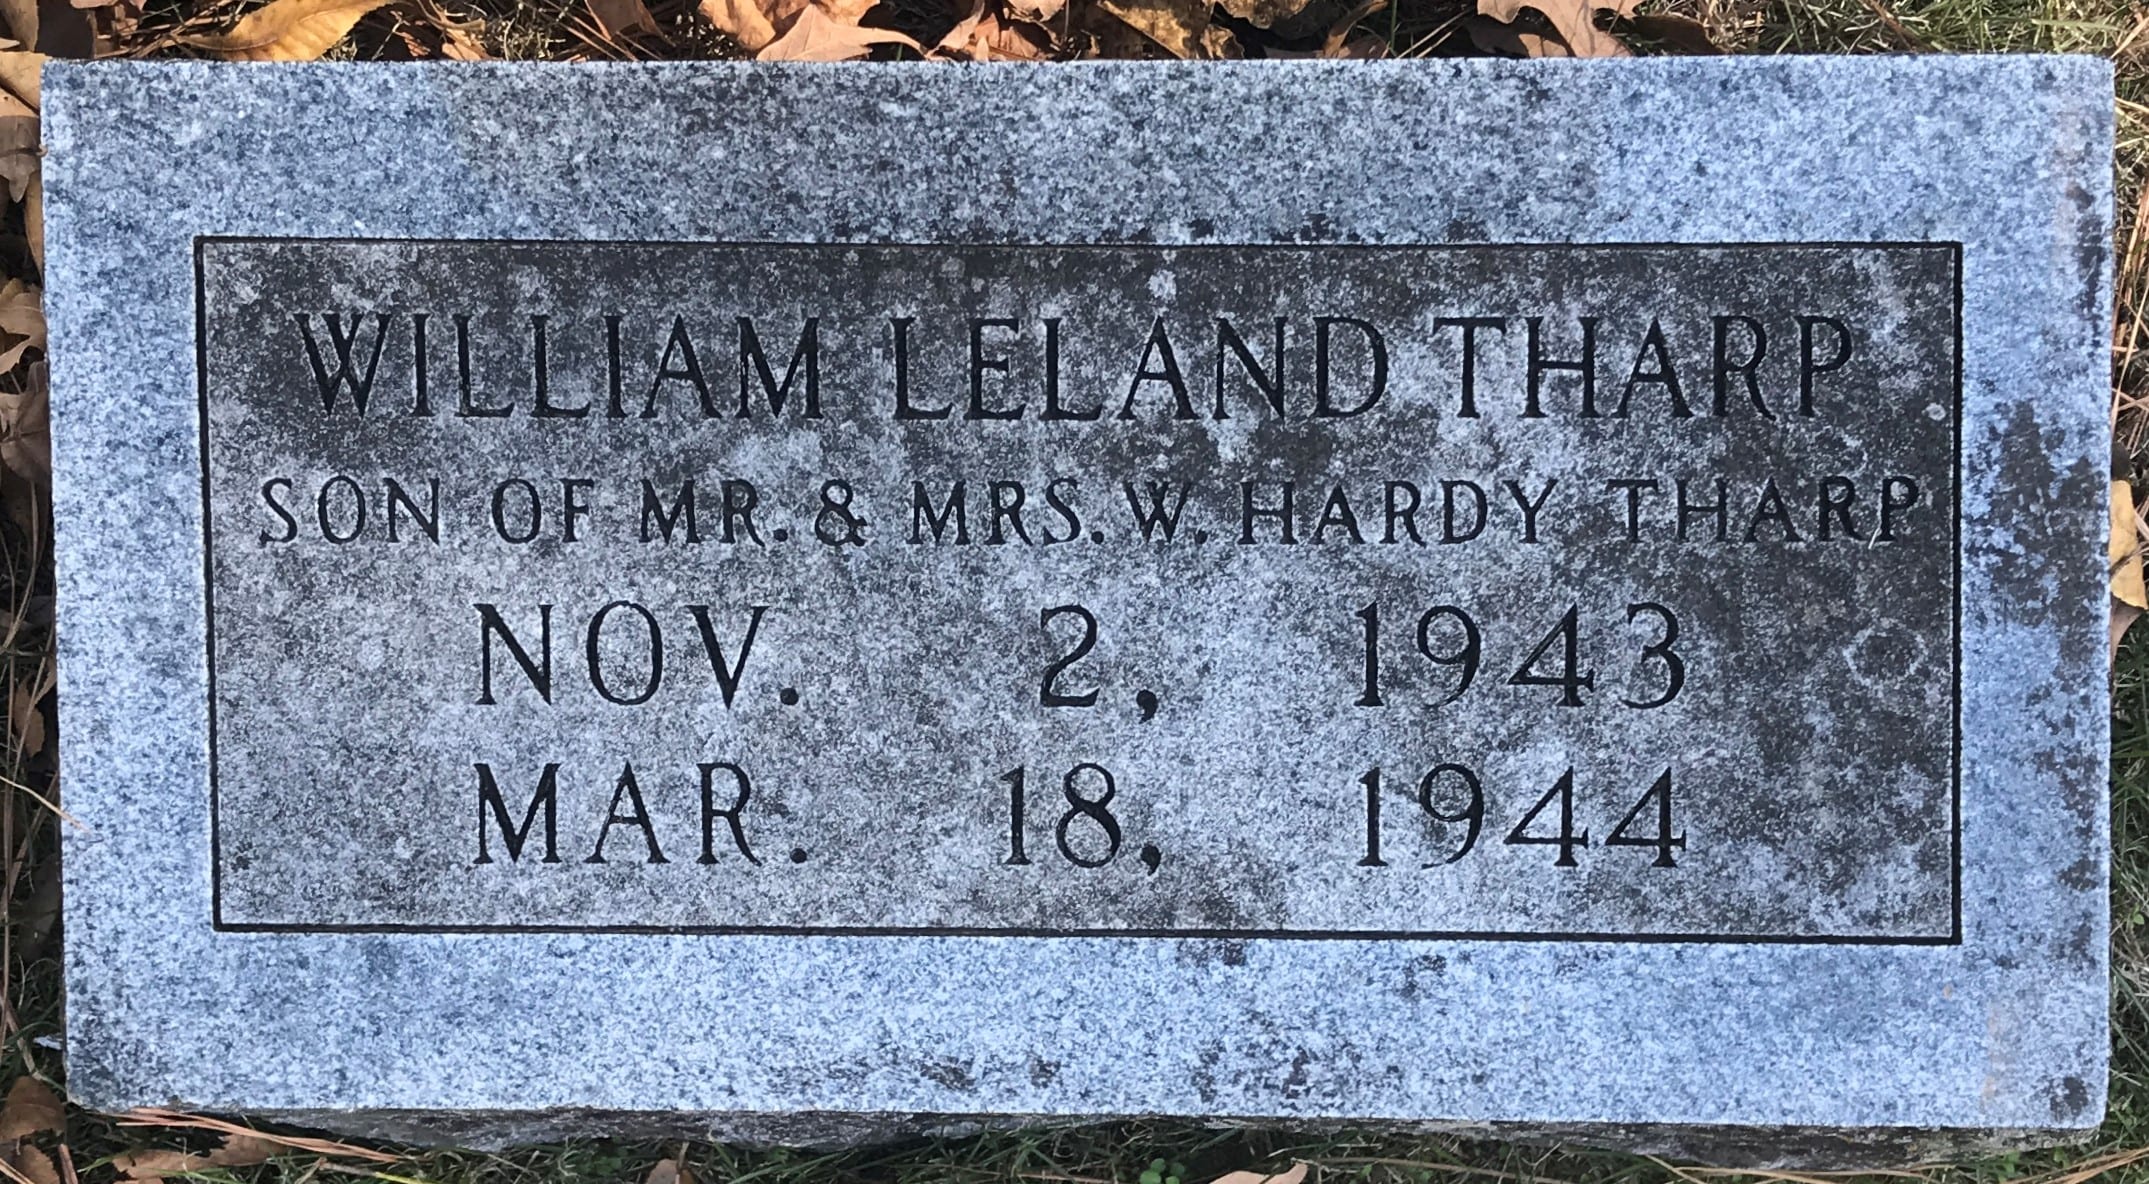 WILLIAM LELAND THARP
SON OF MR. & MRS. W. HARDY THARP
NOV. 2, 1943
MAR. 18, 1944